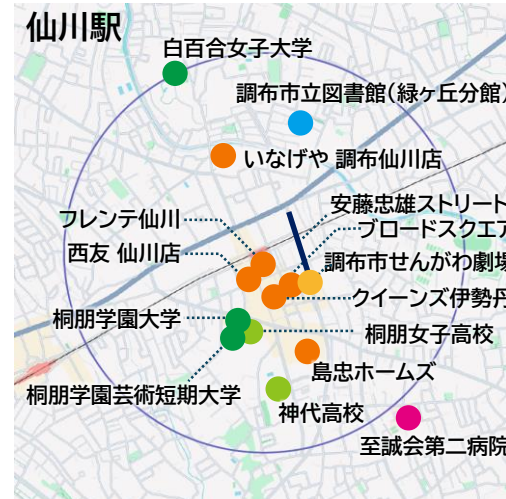 仙川駅
白百合女子大学
調布市立図書館(緑ヶ丘分館)
いなげや 調布仙川店
安藤忠雄ストリート
フレンテ仙川
ブロードスクエア
西友 仙川店
調布市せんがわ劇場
クイーンズ伊勢丹
桐朋学園大学
桐朋女子高校
島忠ホームズ
桐朋学園芸術短期大学
神代高校
至誠会第二病院